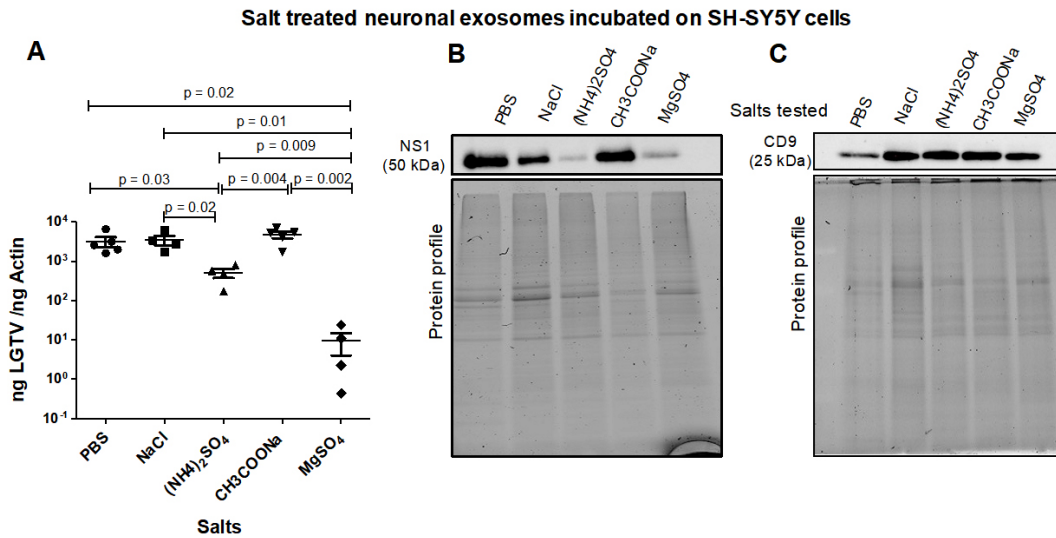 Salt treated neuronal exosomes incubated on SH-SY5Y cells
A
p = 0.02
p = 0.01
p = 0.009
p = 0.03
p = 0.004
p = 0.002
p = 0.02
ng LGTV /ng Actin
10⁴
10³
10²
10¹
10⁰
10⁻¹
PBS
NaCl
(NH4)₂SO₄
CH3COONa
MgSO₄
Salts
B
PBS
NaCl
(NH4)2SO4
CH3COONa
MgSO4
NS1
(50 kDa)
Protein profile
C
Salts tested
PBS
NaCl
(NH4)2SO4
CH3COONa
MgSO4
CD9
(25 kDa)
Protein profile